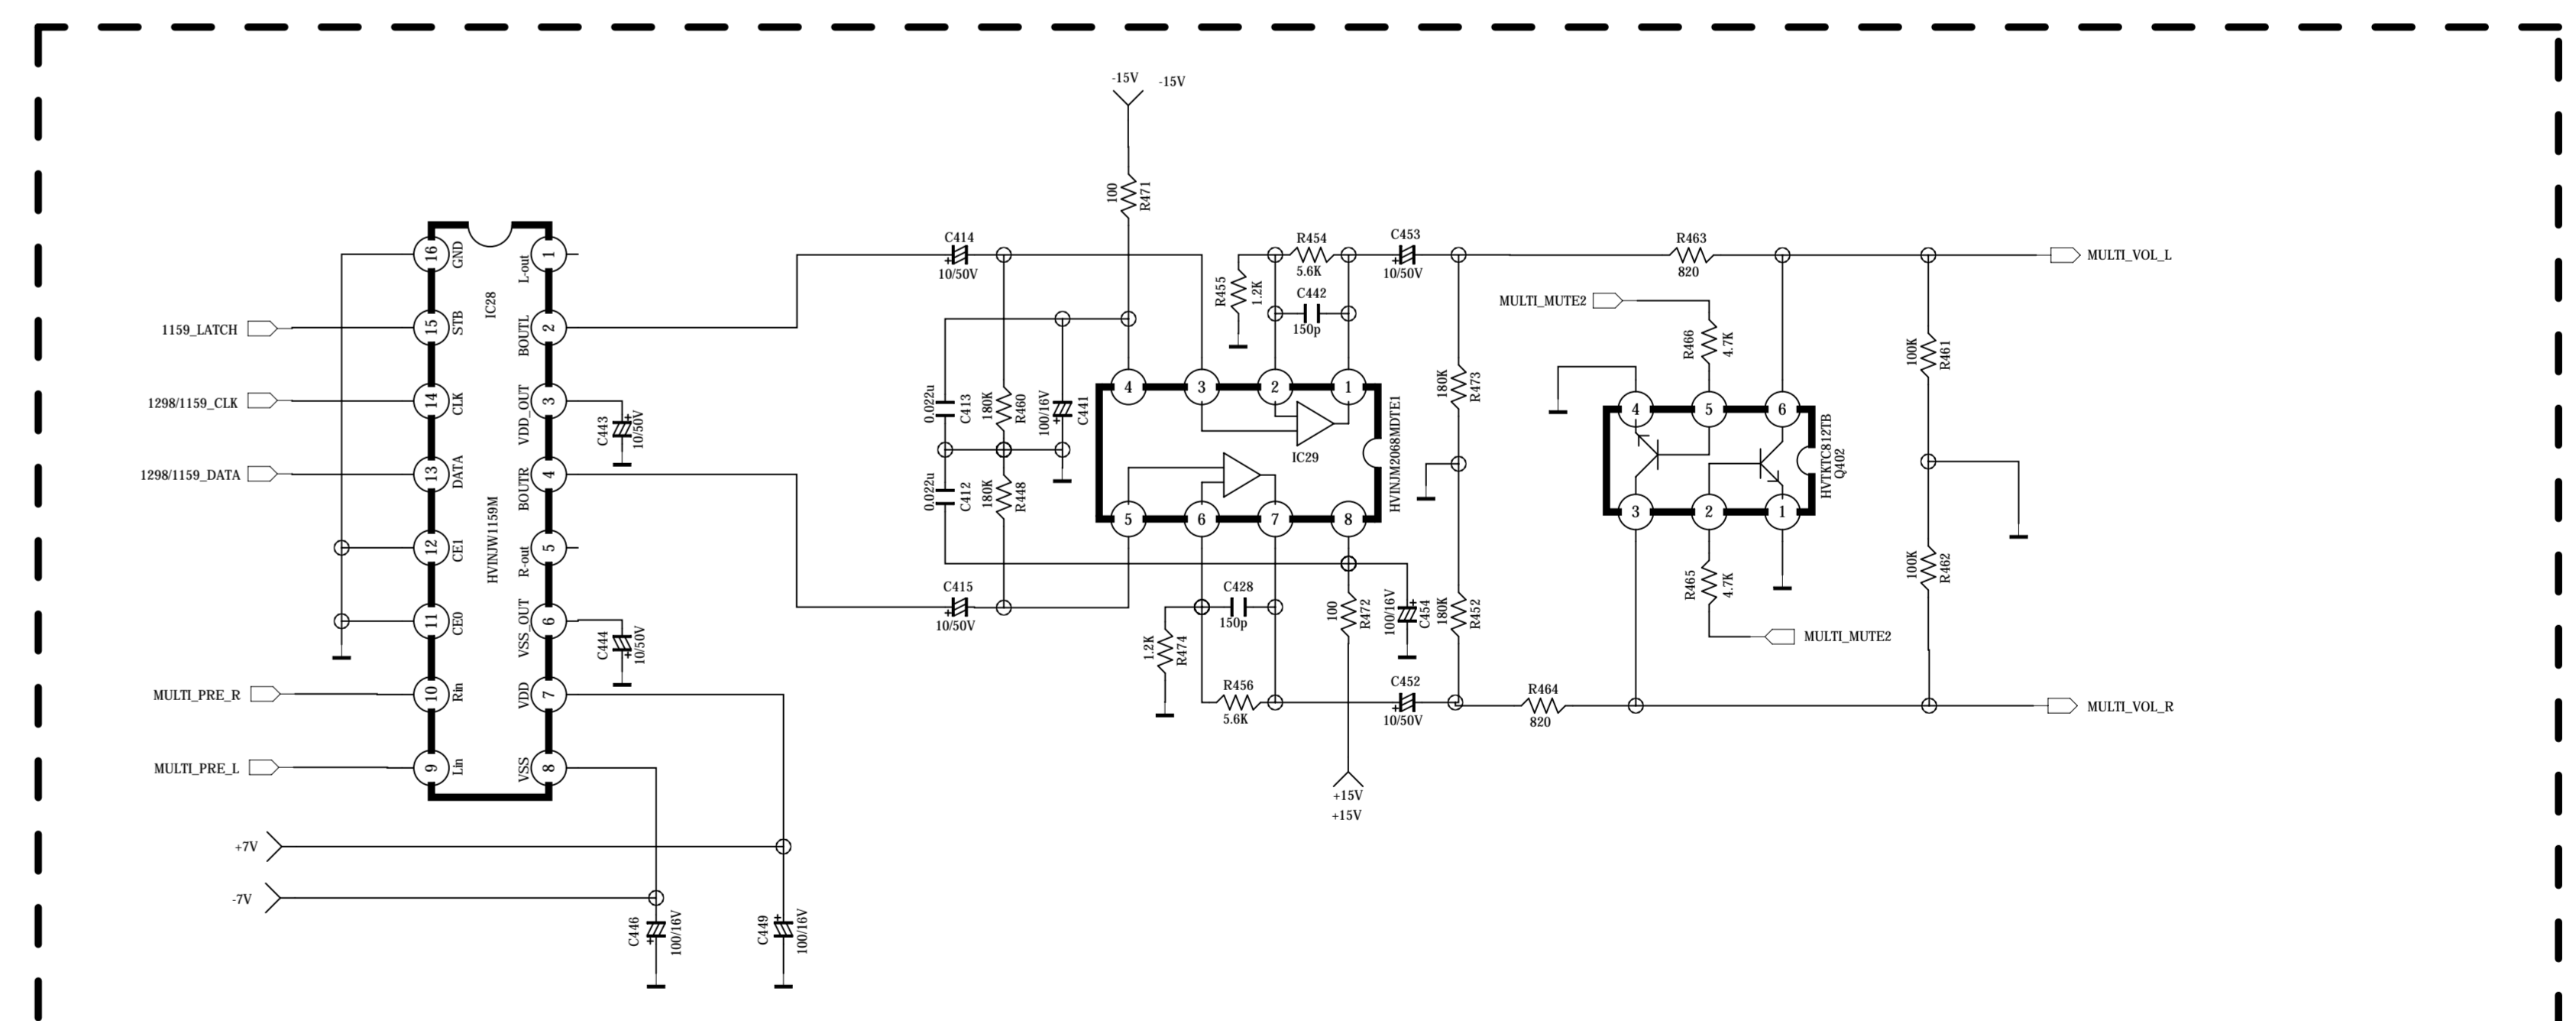 -15V -15V
100
R471
16
GND
1
L-out
IC28
1159_LATCH
15
STB
2
BOUTL
1298/1159_CLK
14
CLK
3
VDD_OUT
C443
10/50V
1298/1159_DATA
13
DATA
4
BOUTR
HVINJW1159M
12
CE1
5
R-out
11
CE0
6
VSS_OUT
C444
10/50V
MULTI_PRE_R
10
Rin
7
VDD
MULTI_PRE_L
9
Lin
8
VSS
+7V
-7V
C446
100/16V
C449
100/16V
C414
10/50V
0.022u
C413
180K
R460
100/16V
C441
0.022u
C412
180K
R448
C415
10/50V
R454
5.6K
R455
1.2K
C442
150p
C453
10/50V
4
3
2
1
IC29
HVINJM2068MDTE1
5
6
7
8
C428
150p
1.2K
R474
R456
5.6K
100
R472
100/16V
C454
C452
10/50V
+15V
+15V
180K
R473
180K
R452
R463
820
R464
820
MULTI_MUTE2
R466
4.7K
4
5
6
HVTKTC812TB
Q402
3
2
1
R465
4.7K
MULTI_MUTE2
100K
R461
100K
R462
MULTI_VOL_L
MULTI_VOL_R